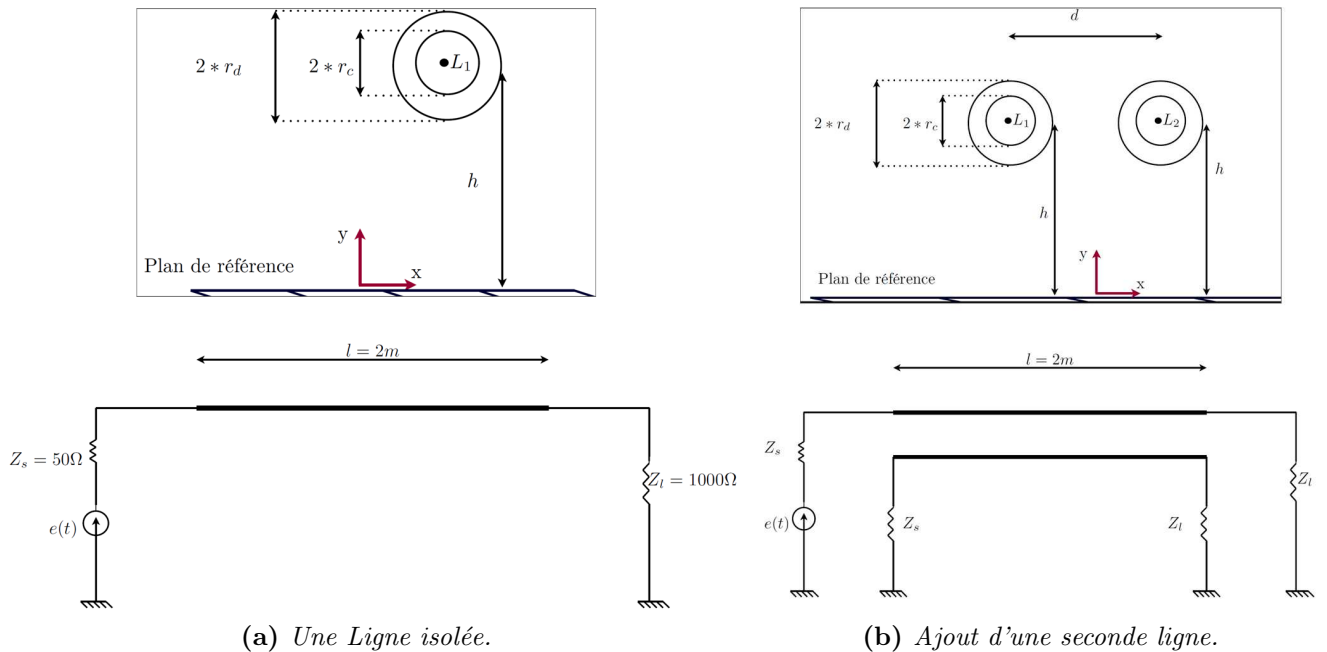 2 * r_d
2 * r_c
L_1
h
y
x
Plan de référence
l = 2m
Z_s = 50Ω
e(t)
Z_l = 1000Ω
(a) Une Ligne isolée.
d
2 * r_d
2 * r_c
L_1
L_2
h
h
y
x
Plan de référence
l = 2m
Z_s
e(t)
Z_s
Z_l
Z_l
(b) Ajout d'une seconde ligne.